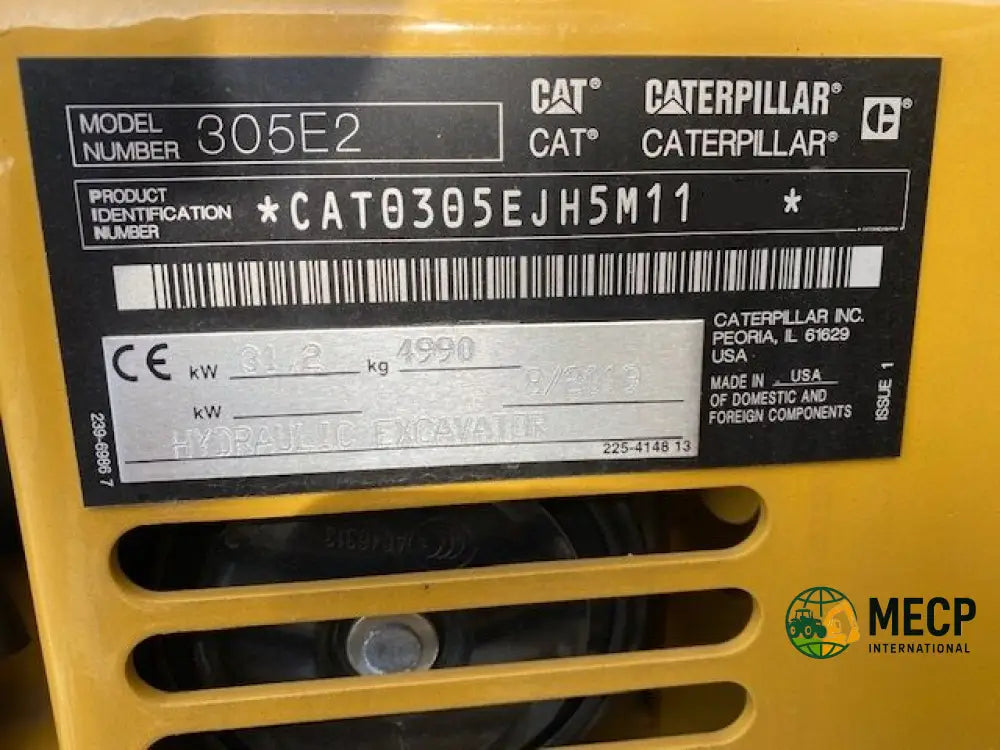 MODEL
NUMBER 305E2
CAT® CATERPILLAR®
CAT® CATERPILLAR®
PRODUCT
IDENTIFICATION
NUMBER
*CAT0305EJH5M11 *
CATERPILLAR INC.
PEORIA, IL 61629
USA
MADE IN USA
OF DOMESTIC AND
FOREIGN COMPONENTS
ISSUE 1
CE kW 31.2 kg 4990
kW
HYDRAULIC EXCAVATOR
225-4148 13
239-6986 7
MECP
INTERNATIONAL